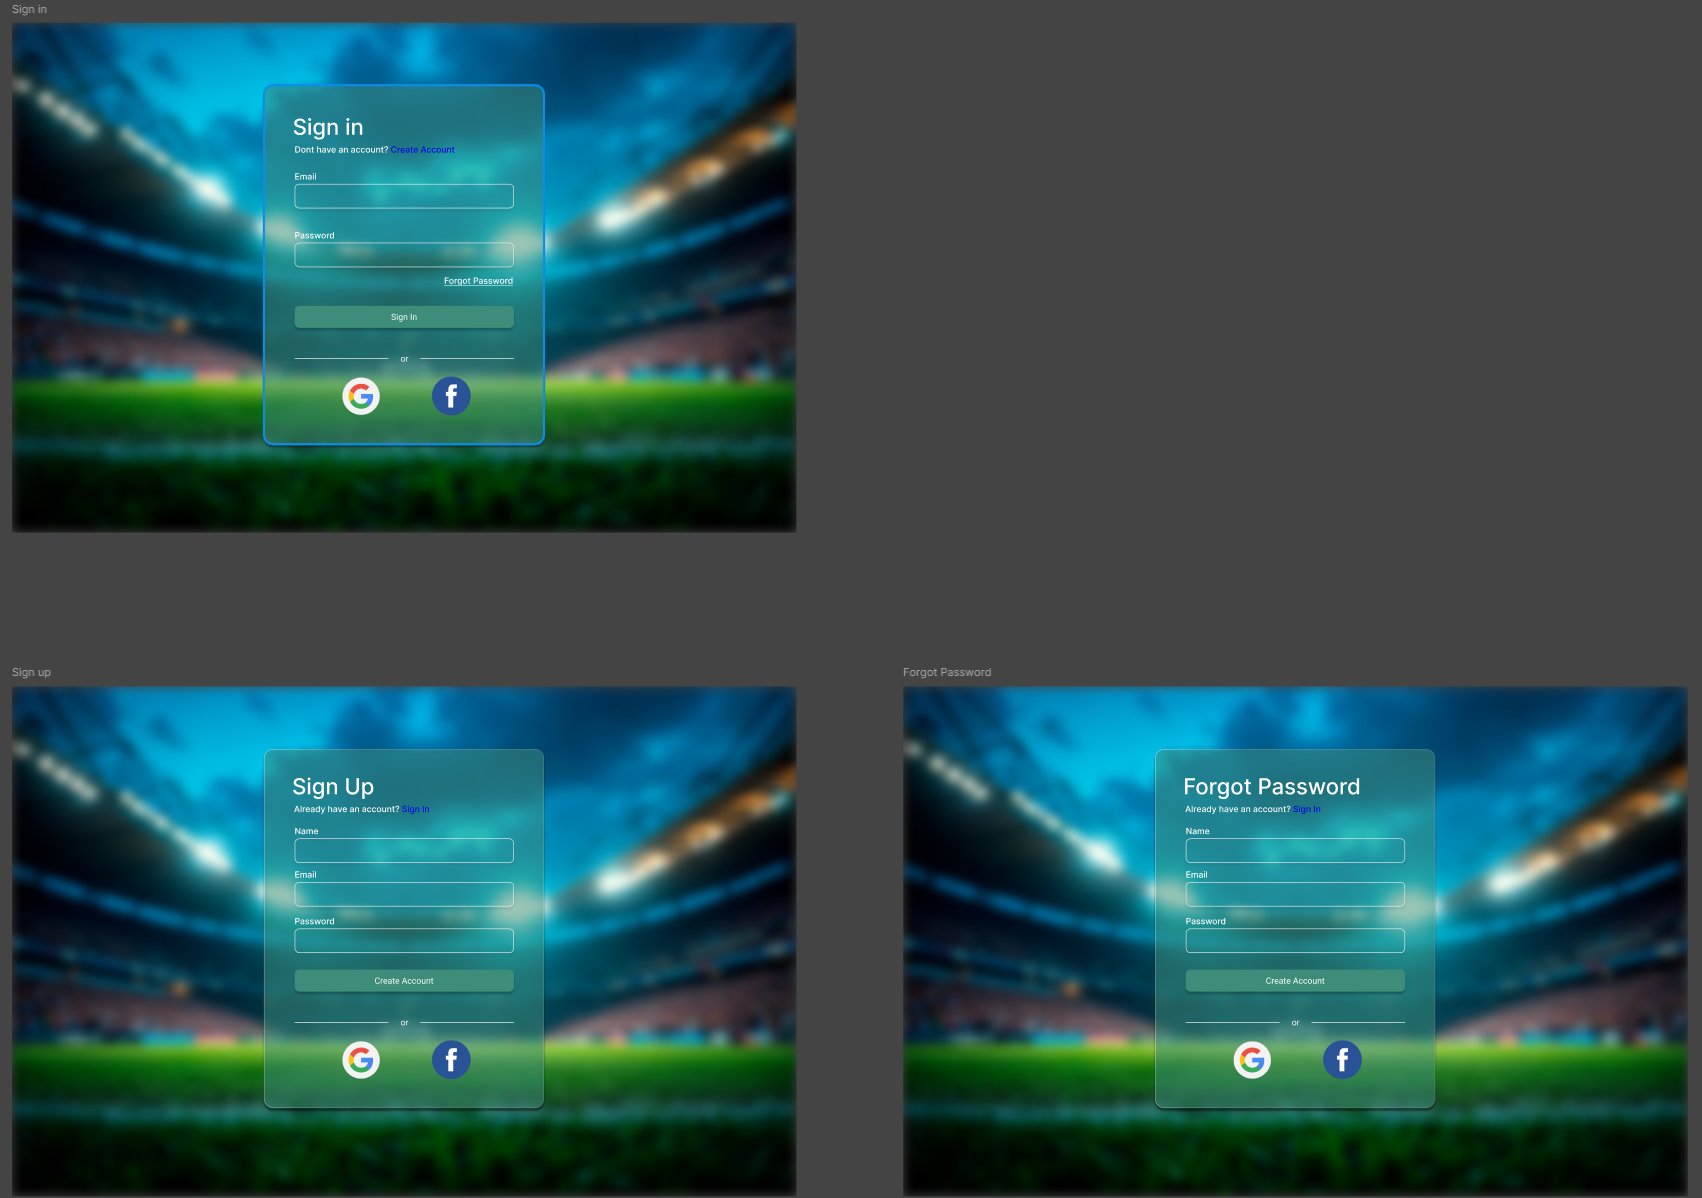 Sign in
Sign in
Dont have an account? Create Account
Email
Password
Forgot Password
Sign In
or
Sign up
Sign Up
Already have an account? Sign In
Name
Email
Password
Create Account
or
Forgot Password
Forgot Password
Already have an account? Sign In
Name
Email
Password
Create Account
or